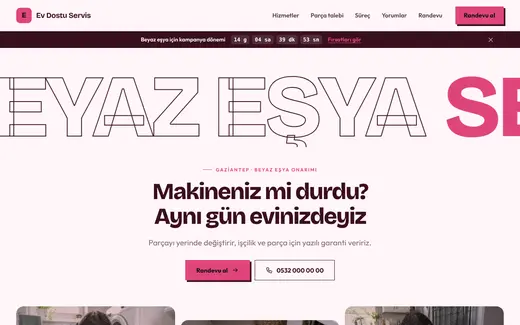 E Ev Dostu Servis
Hizmetler Parça talebi Süreç Yorumlar Randevu Randevu al
Beyaz eşya için kampanya dönemi 14 g 04 sa 39 dk 53 sn Fırsatları gör
EYAZ EŞYA SE
GAZİANTEP · BEYAZ EŞYA ONARIMI
Makineniz mi durdu?
Aynı gün evinizdeyiz
Parçayı yerinde değiştirir, işçilik ve parça için yazılı garanti veririz.
Randevu al →
0532 000 00 00